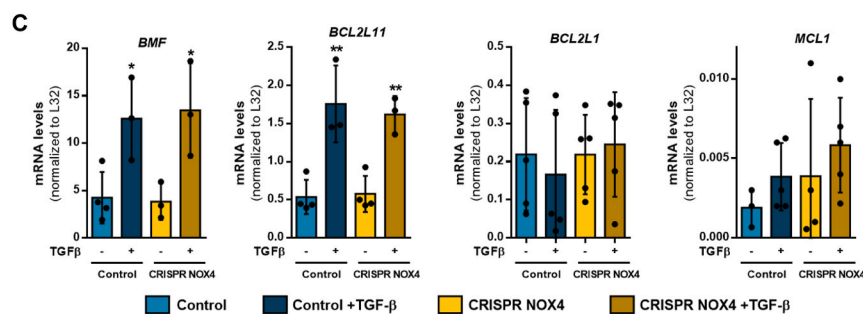 C
BMF
mRNA levels
(normalized to L32)
20
15
10
5
0
TGFβ
- + - +
Control CRISPR NOX4
BCL2L11
mRNA levels
(normalized to L32)
2.5
2.0
1.5
1.0
0.5
0.0
TGFβ
- + - +
Control CRISPR NOX4
BCL2L1
mRNA levels
(normalized to L32)
0.5
0.4
0.3
0.2
0.1
0.0
TGFβ
- + - +
Control CRISPR NOX4
MCL1
mRNA levels
(normalized to L32)
0.010
0.005
0.000
TGFβ
- + - +
Control CRISPR NOX4
* *
** **
Control Control +TGF-β CRISPR NOX4 CRISPR NOX4 +TGF-β